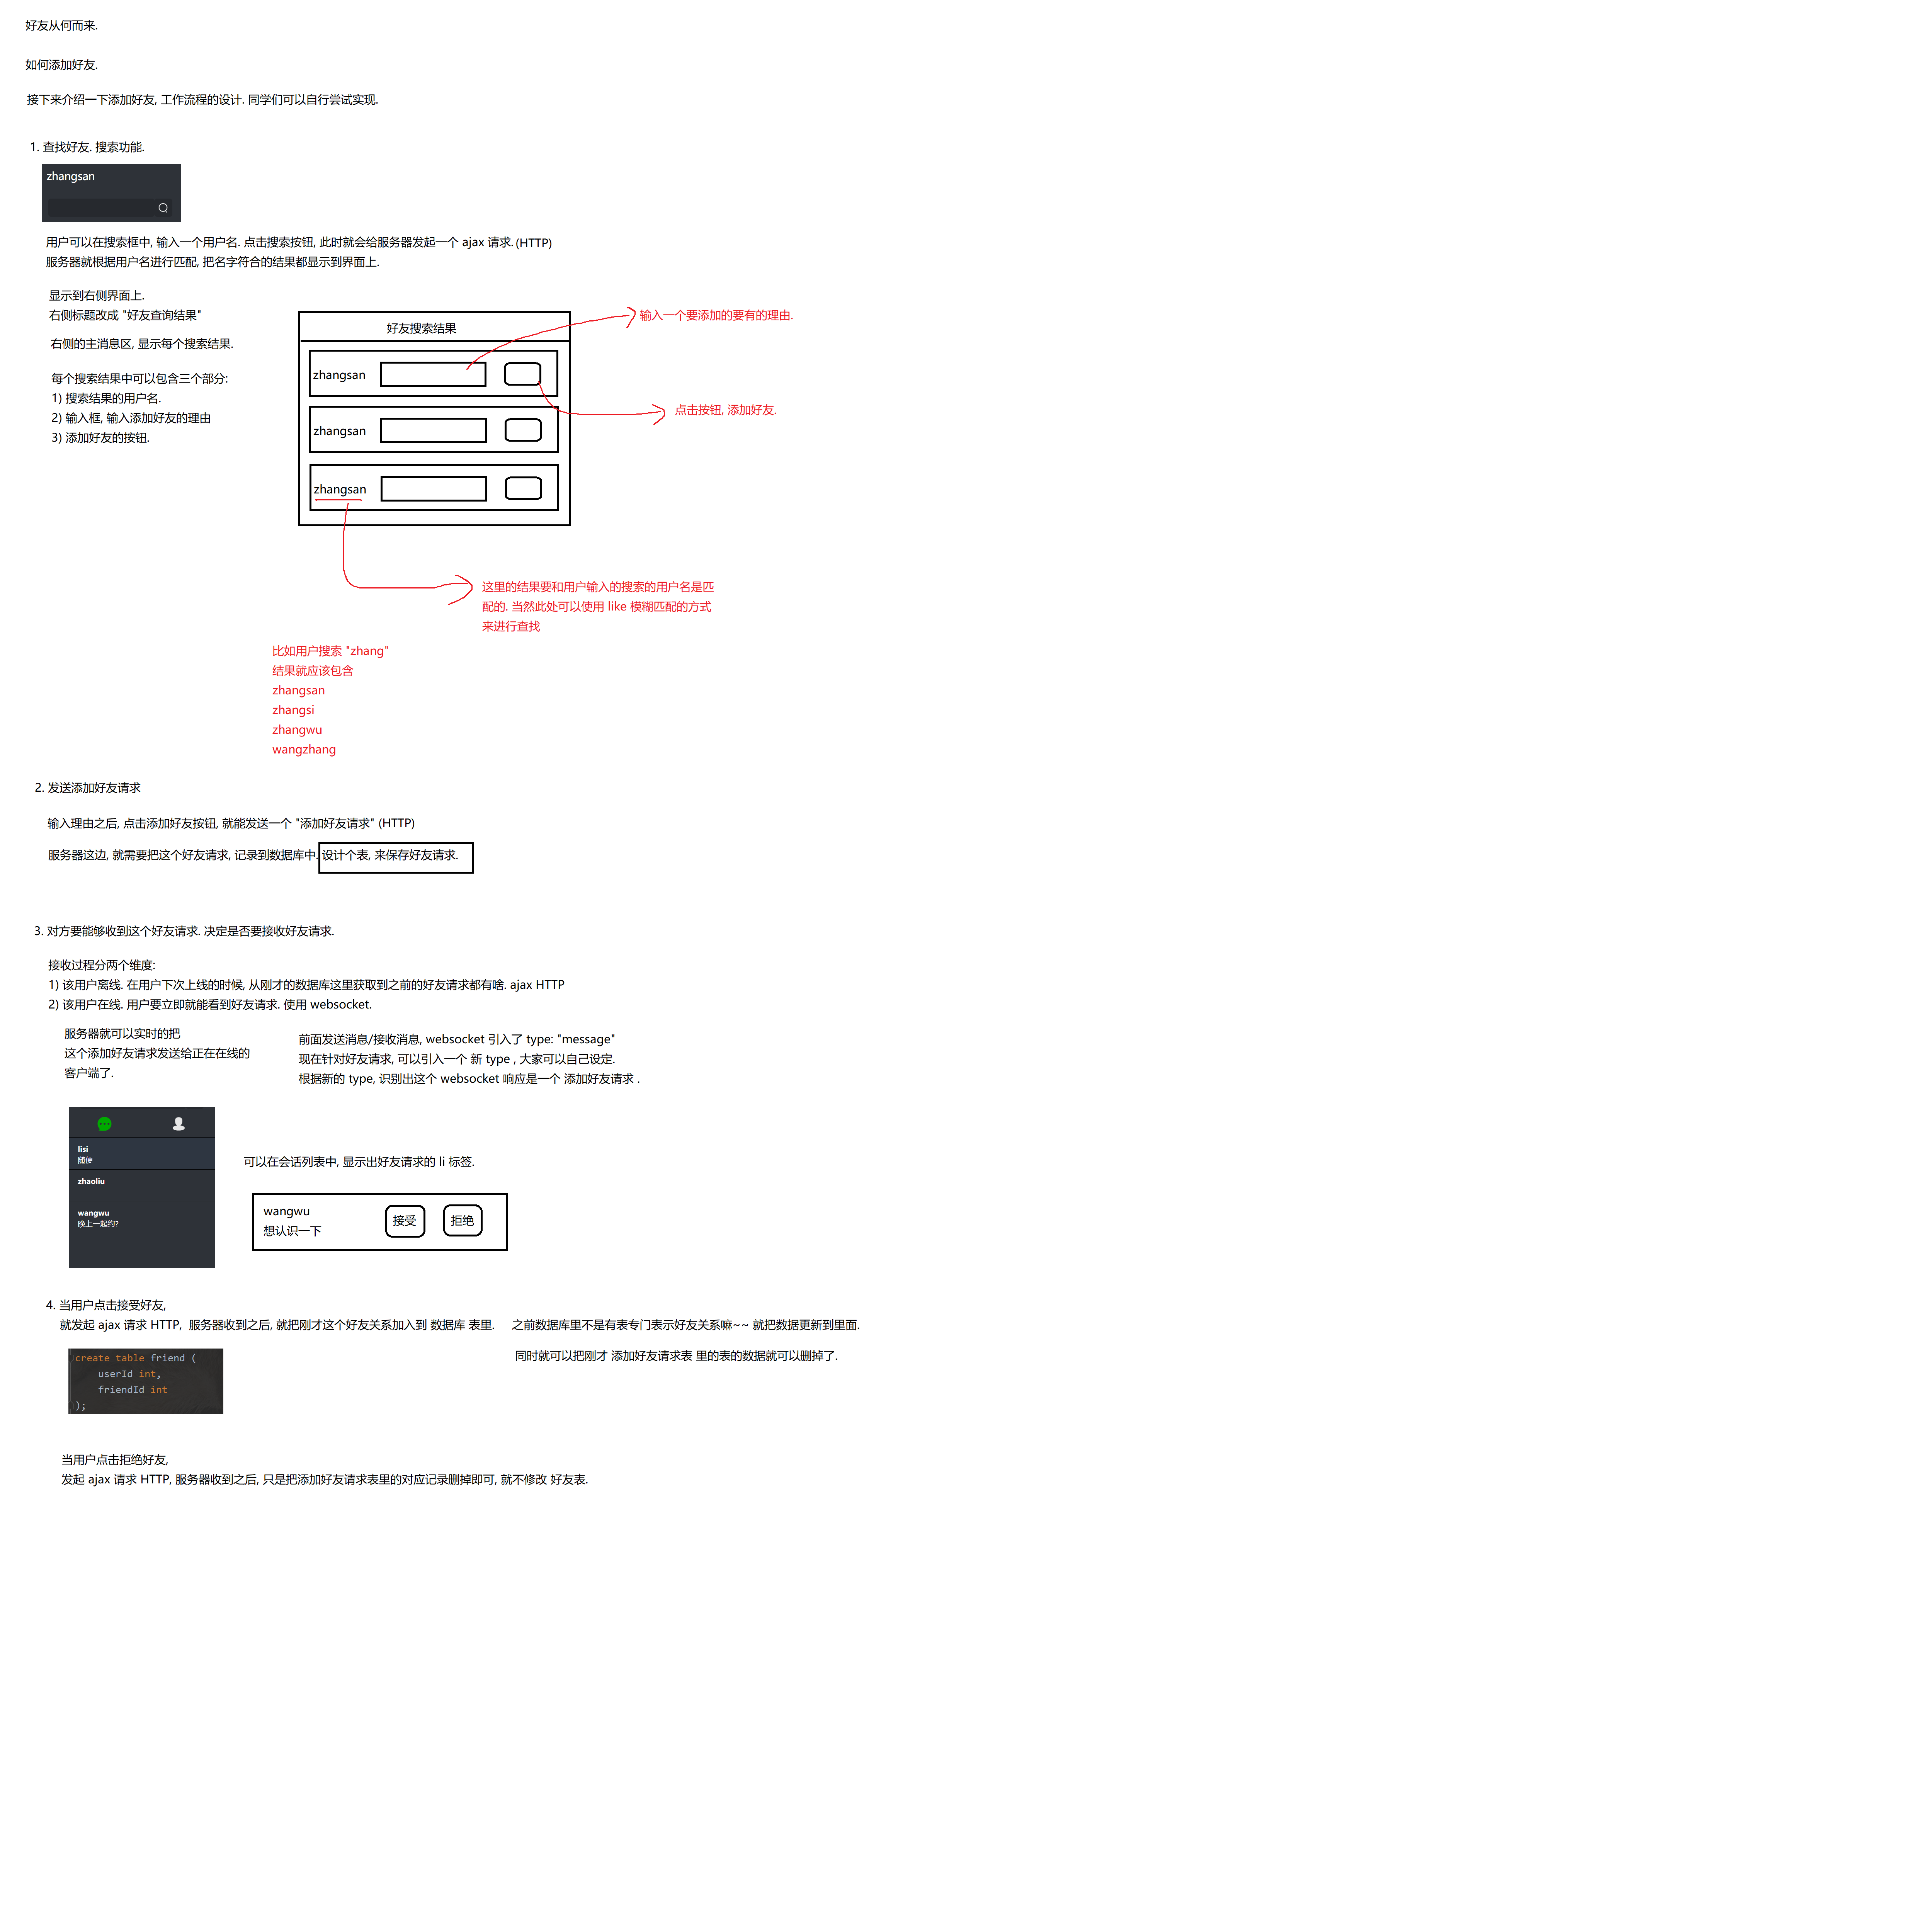 好友从何而来.
如何添加好友.
接下来介绍一下添加好友, 工作流程的设计. 同学们可以自行尝试实现.
1. 查找好友. 搜索功能.
zhangsan
用户可以在搜索框中, 输入一个用户名. 点击搜索按钮, 此时就会给服务器发起一个 ajax 请求. (HTTP)
服务器就根据用户名进行匹配, 把名字符合的结果都显示到界面上.
显示到右侧界面上.
右侧标题改成 "好友查询结果"
右侧的主消息区, 显示每个搜索结果.
每个搜索结果中可以包含三个部分:
1) 搜索结果的用户名.
2) 输入框, 输入添加好友的理由
3) 添加好友的按钮.
好友搜索结果
zhangsan
zhangsan
zhangsan
输入一个要添加的要有的理由.
点击按钮, 添加好友.
这里的结果要和用户输入的搜索的用户名是匹
配的. 当然此处可以使用 like 模糊匹配的方式
来进行查找
比如用户搜索 "zhang"
结果就应该包含
zhangsan
zhangsi
zhangwu
wangzhang
2. 发送添加好友请求
输入理由之后, 点击添加好友按钮, 就能发送一个 "添加好友请求" (HTTP)
服务器这边, 就需要把这个好友请求, 记录到数据库中. 设计个表, 来保存好友请求.
3. 对方要能够收到这个好友请求. 决定是否要接收好友请求.
接收过程分两个维度:
1) 该用户离线. 在用户下次上线的时候, 从刚才的数据库这里获取到之前的好友请求都有啥. ajax HTTP
2) 该用户在线. 用户要立即就能看到好友请求. 使用 websocket.
服务器就可以实时的把
这个添加好友请求发送给正在在线的
客户端了.
前面发送消息/接收消息, websocket 引入了 type: "message"
现在针对好友请求, 可以引入一个 新 type , 大家可以自己设定.
根据新的 type, 识别出这个 websocket 响应是一个 添加好友请求 .
lisi
随便
zhaoliu
wangwu
晚上一起约?
可以在会话列表中, 显示出好友请求的 li 标签.
wangwu
想认识一下
接受
拒绝
4. 当用户点击接受好友,
就发起 ajax 请求 HTTP, 服务器收到之后, 就把刚才这个好友关系加入到 数据库 表里. 之前数据库里不是有表专门表示好友关系嘛~~ 就把数据更新到里面.
同时就可以把刚才 添加好友请求表 里的表的数据就可以删掉了.
create table friend (
userId int,
friendId int
);
当用户点击拒绝好友,
发起 ajax 请求 HTTP, 服务器收到之后, 只是把添加好友请求表里的对应记录删掉即可, 就不修改 好友表.